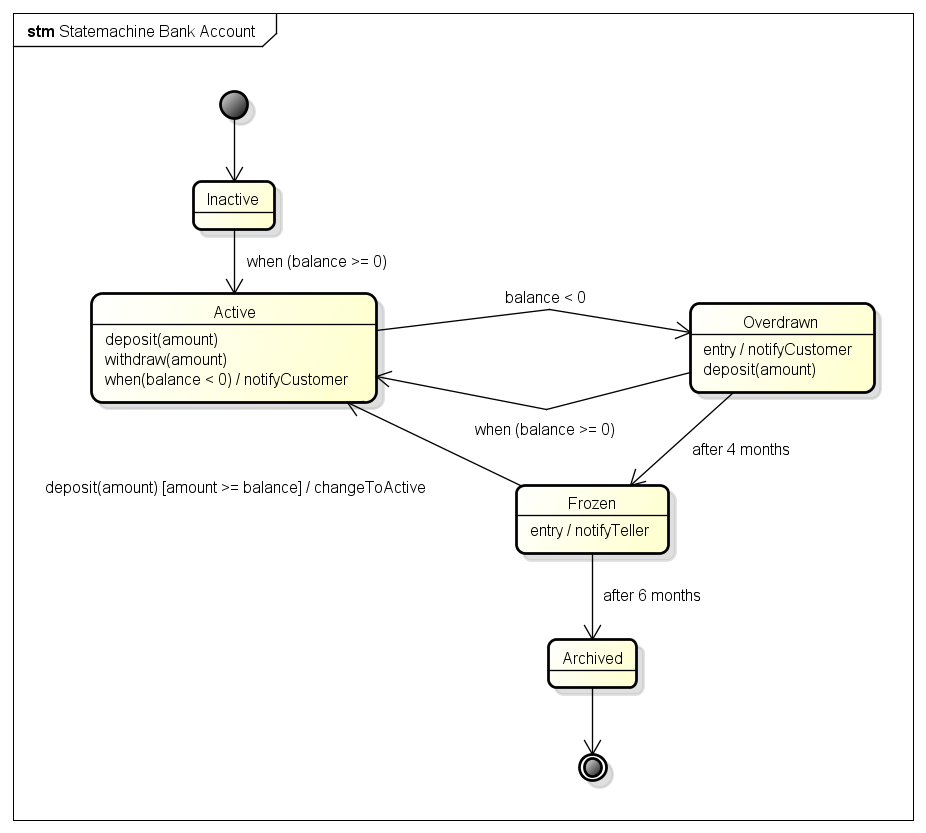 stm Statemachine Bank Account
Inactive
when (balance >= 0)
Active
deposit(amount)
withdraw(amount)
when(balance < 0) / notifyCustomer
balance < 0
Overdrawn
entry / notifyCustomer
deposit(amount)
when (balance >= 0)
after 4 months
deposit(amount) [amount >= balance] / changeToActive
Frozen
entry / notifyTeller
after 6 months
Archived